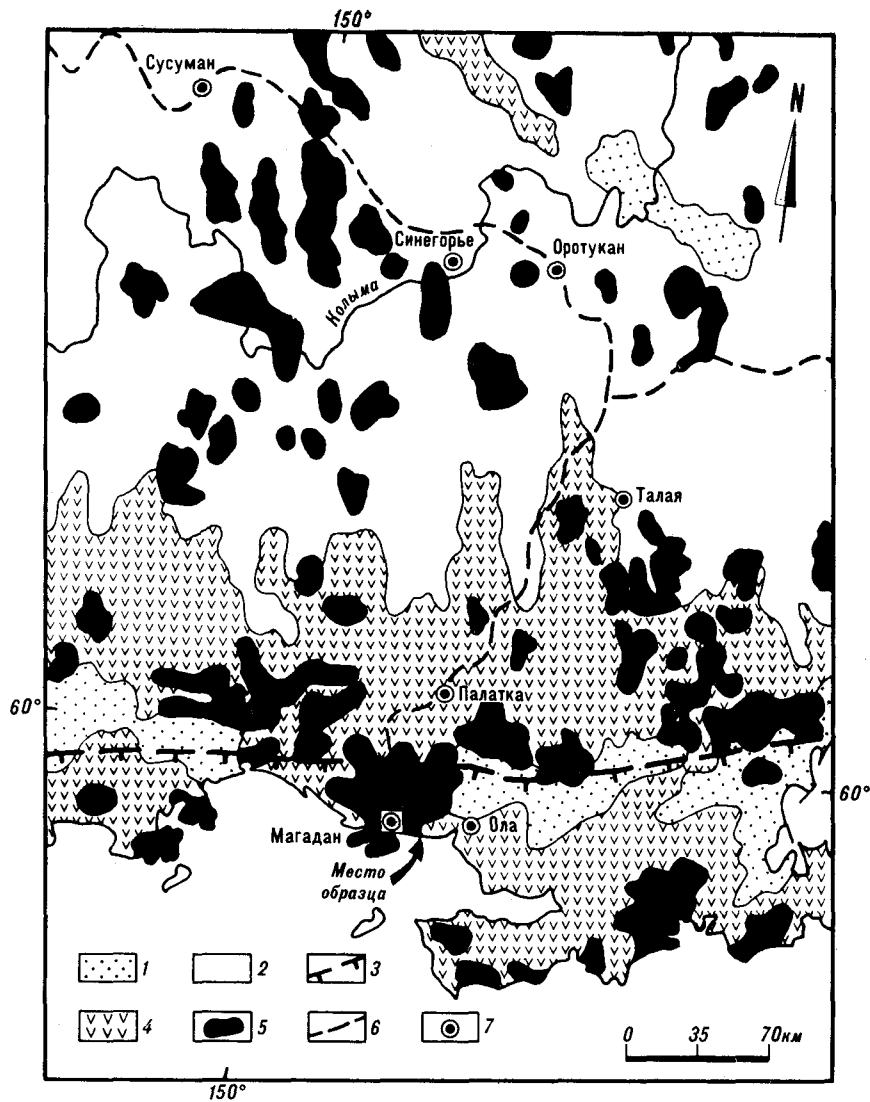 150°
Сусуман
N
Синегорье
Оротукан
Колыма
Талая
60°
Палатка
60°
Магадан
Ола
Место
образца
1
2
3
4
5
6
7
0 35 70км
150°